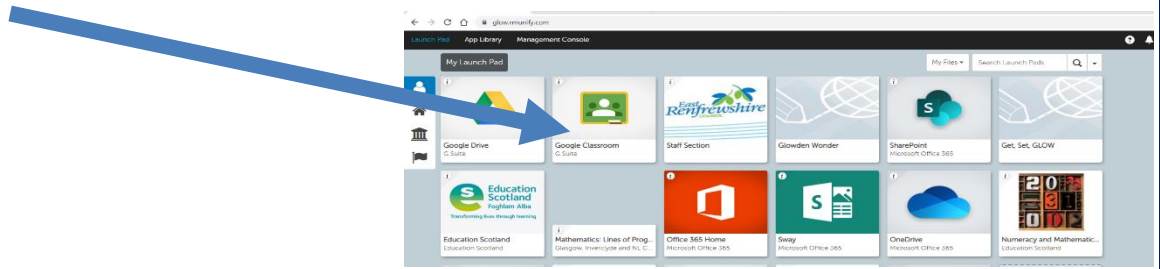 glow.rmunify.com
Launch Pad App Library Management Console
My Launch Pad My Files Search Launch Pads
Google Drive
G Suite
Google Classroom
G Suite
East
Renfrewshire
COUNCIL
Staff Section
Glowden Wonder
S
SharePoint
Microsoft Office 365
Get, Set, GLOW
Education
Scotland
Foghlam Alba
Transforming lives through learning
Education Scotland
Education Scotland
Mathematics: Lines of Prog...
Glasgow, Inverclyde and NL C...
Office 365 Home
Microsoft Office 365
S
Sway
Microsoft Office 365
OneDrive
Microsoft Office 365
Numeracy and Mathematic...
Education Scotland